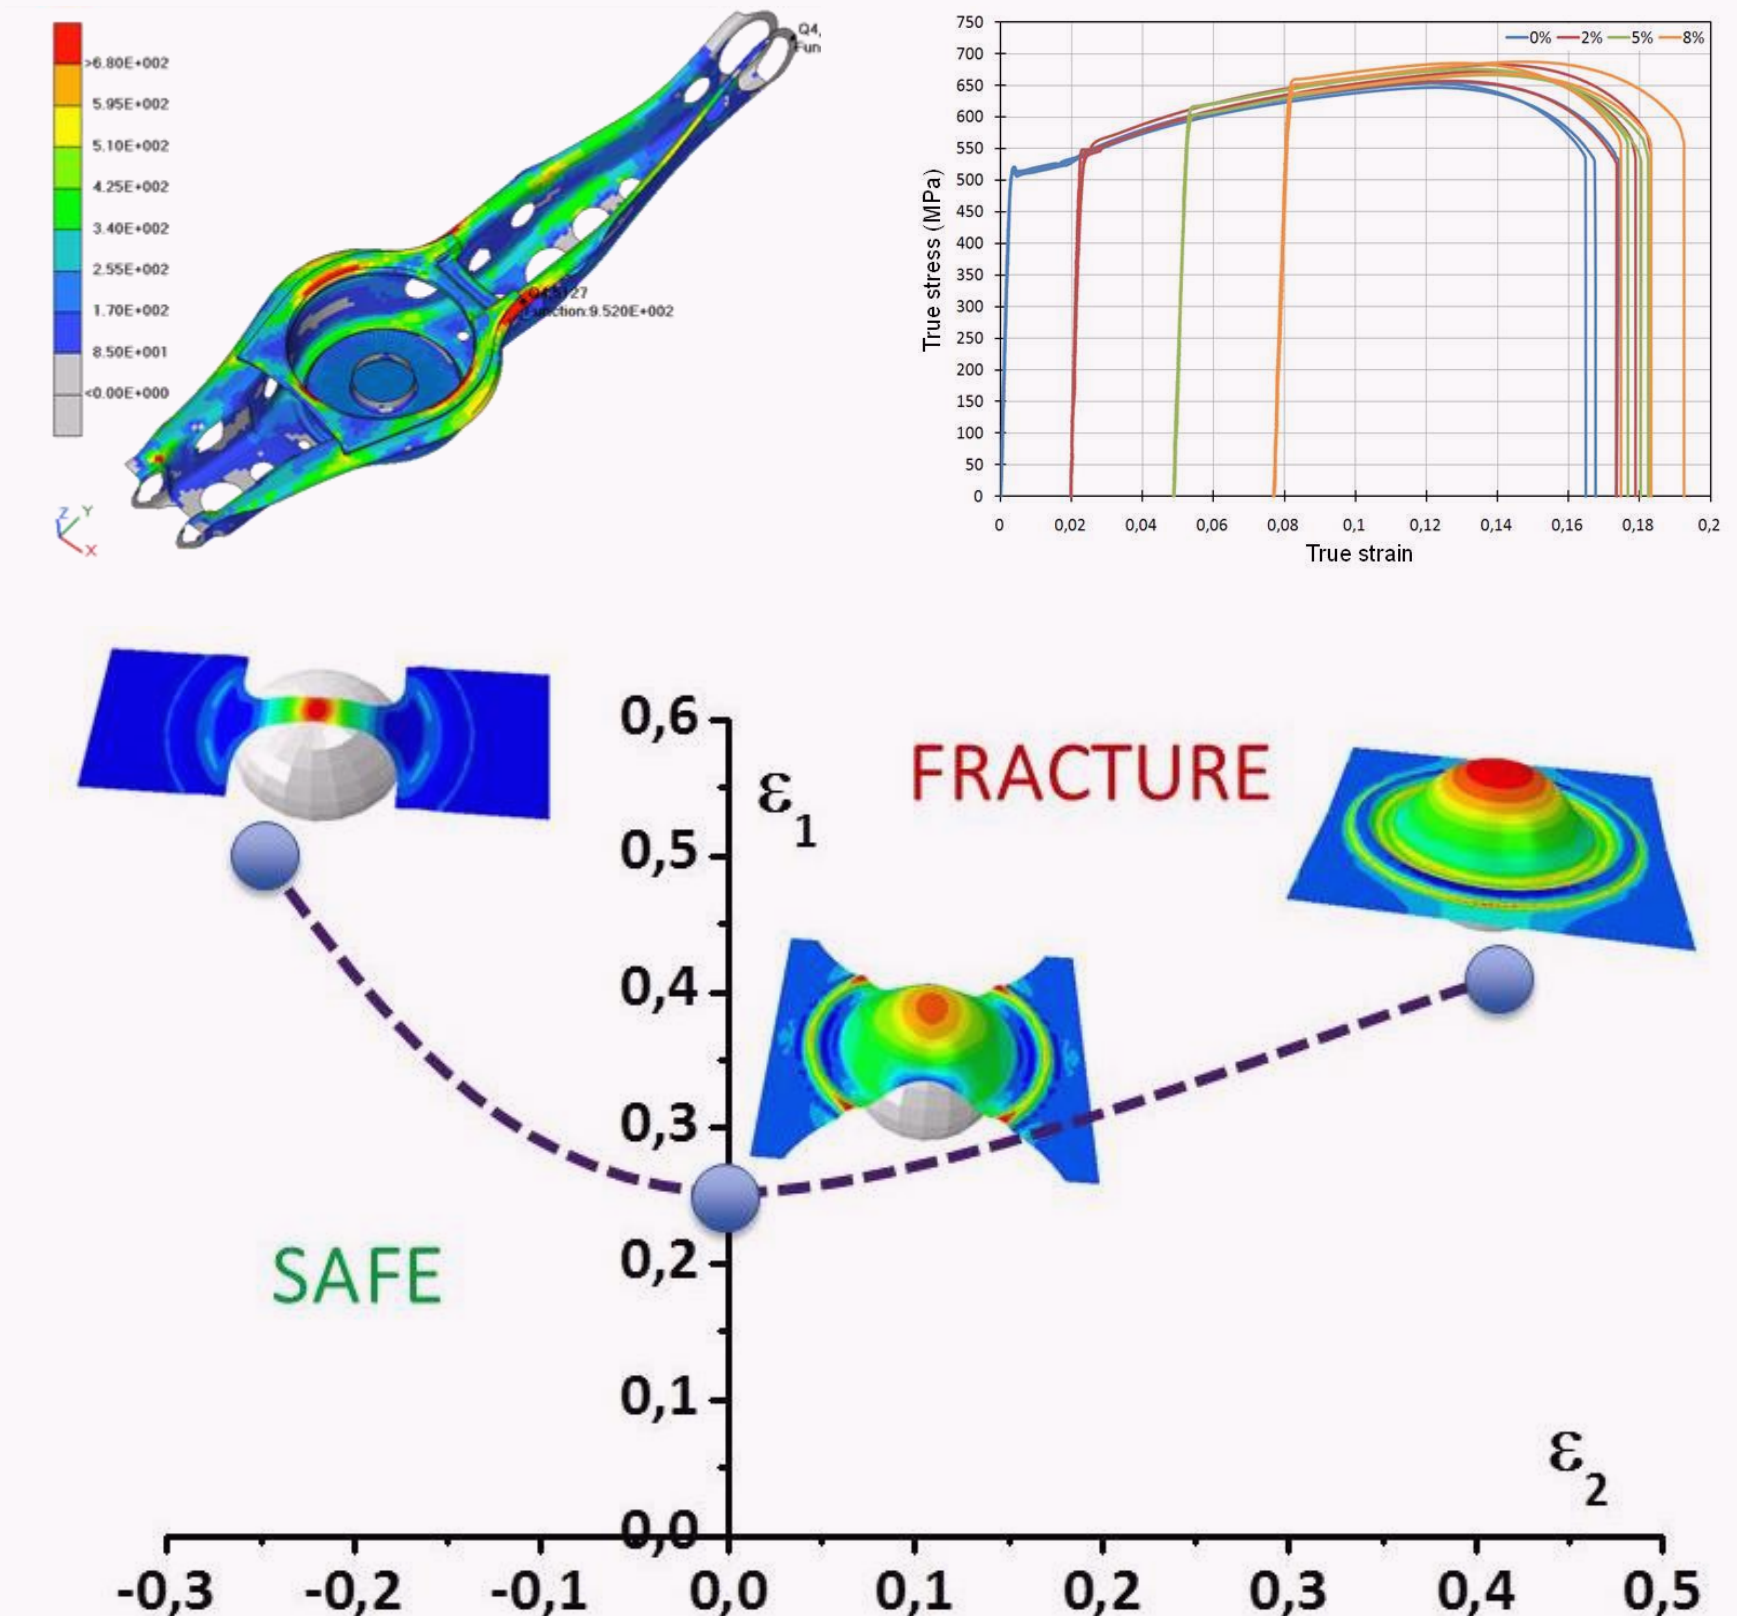 >6.80E+002
5.95E+002
5.10E+002
4.25E+002
3.40E+002
2.55E+002
1.70E+002
8.50E+001
<0.00E+000
Q4,
Fun
Function:9.520E+002
Z Y
X
0% 2% 5% 8%
750
700
650
600
550
500
450
400
350
300
250
200
150
100
50
0
True stress (MPa)
0 0,02 0,04 0,06 0,08 0,1 0,12 0,14 0,16 0,18 0,2
True strain
0,6
ε1
FRACTURE
0,5
0,4
0,3
0,2
SAFE
0,1
ε2
0,0
-0,3 -0,2 -0,1 0,0 0,1 0,2 0,3 0,4 0,5